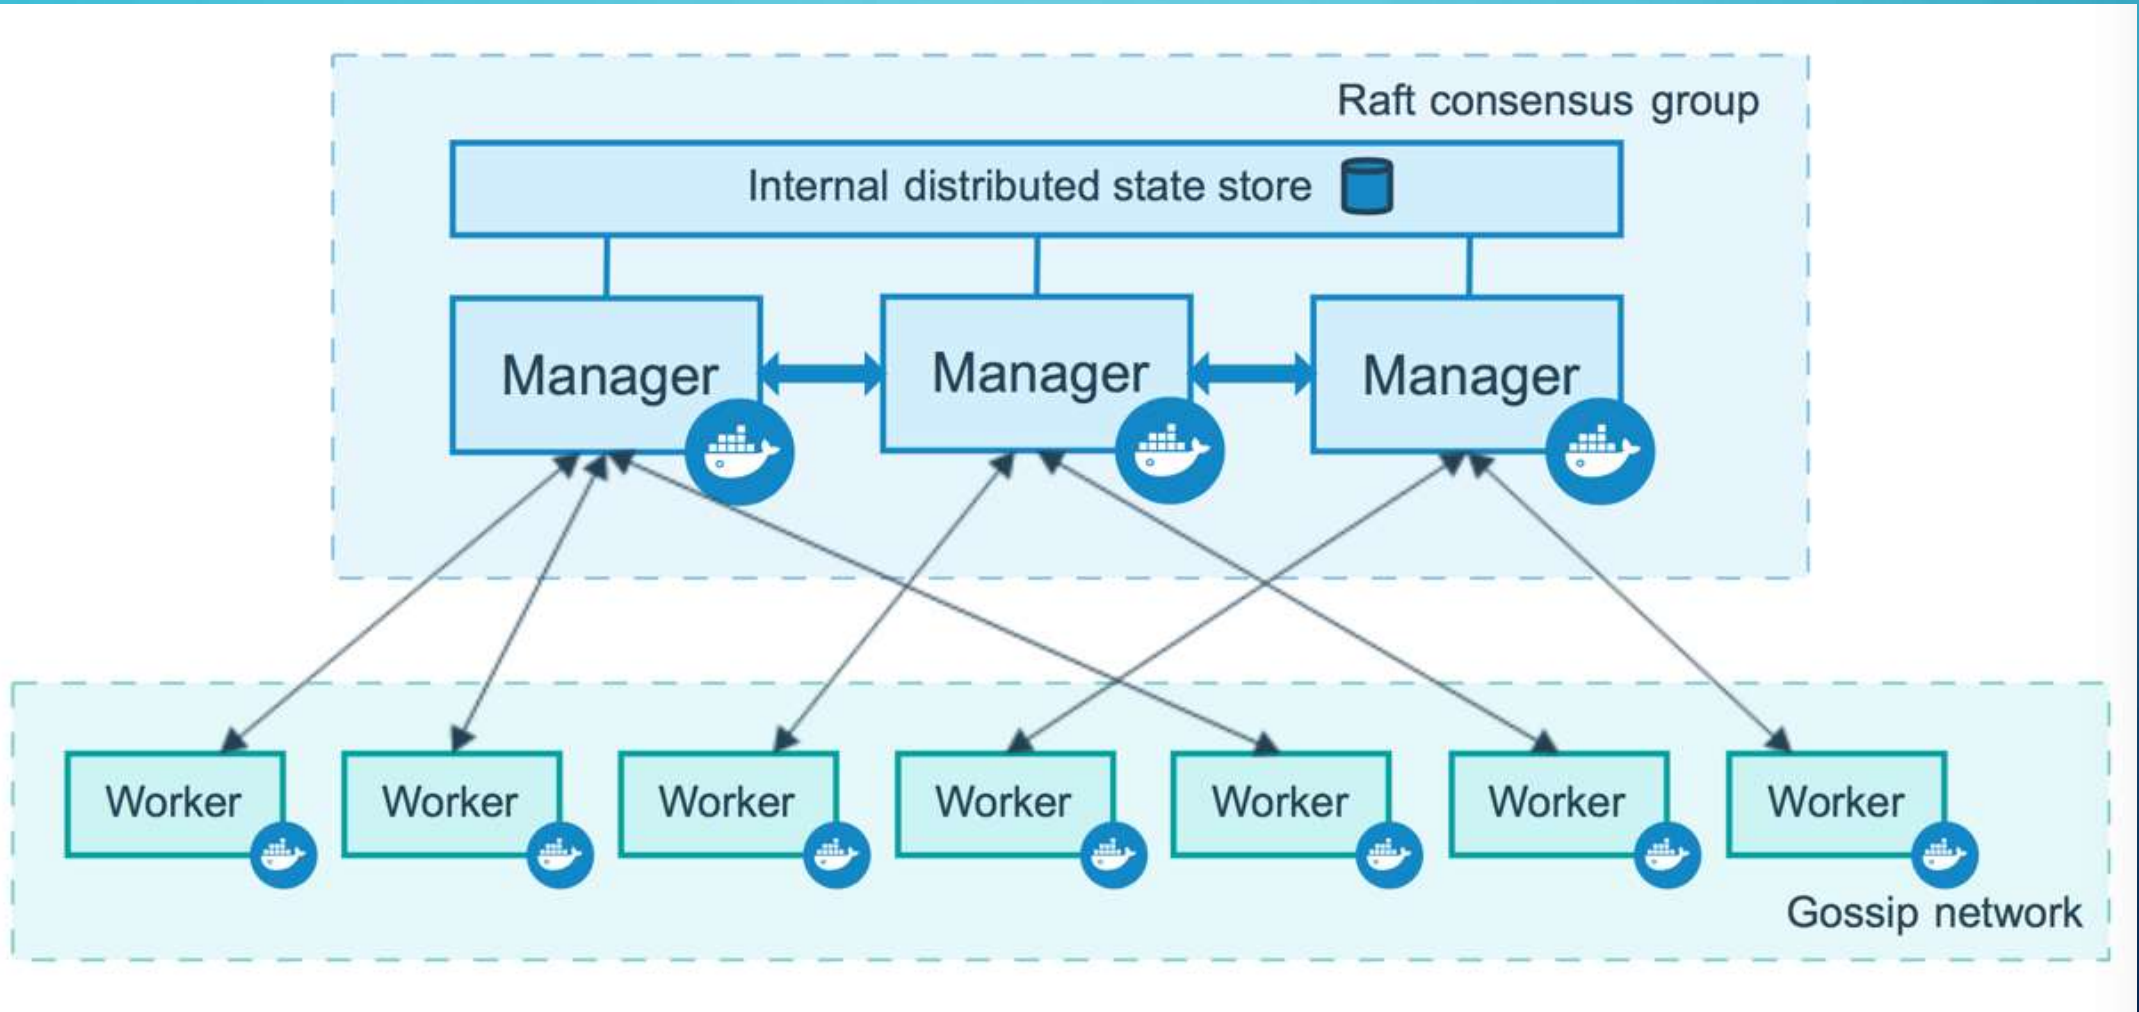 Raft consensus group
Internal distributed state store
Manager
Manager
Manager
Worker
Worker
Worker
Worker
Worker
Worker
Worker
Gossip network